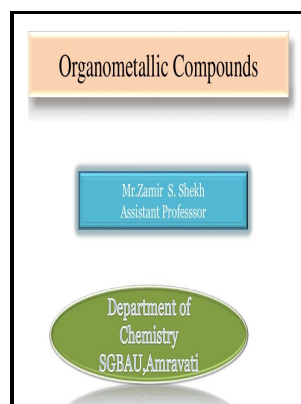 Organometallic Compounds
Mr.Zamir S. Shekh
Assistant Professsor
Department of
Chemistry
SGBAU,Amravati